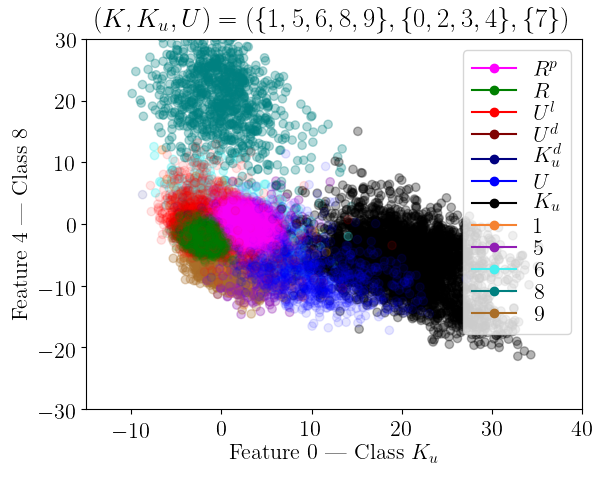 (K, K_u, U) = ({1, 5, 6, 8, 9}, {0, 2, 3, 4}, {7})
30
20
10
0
−10
−20
−30
Feature 4 — Class 8
R^p
R
U^l
U^d
K_u^d
U
K_u
1
5
6
8
9
−10
0
10
20
30
40
Feature 0 — Class K_u